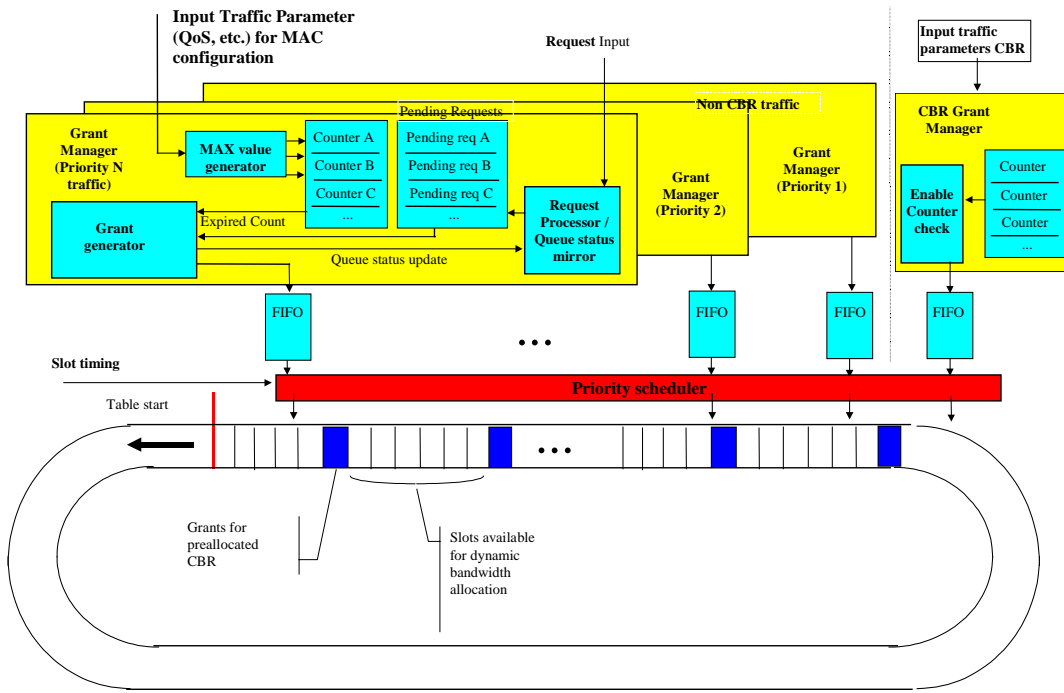 Input Traffic Parameter
(QoS, etc.) for MAC
configuration
Request Input
Input traffic
parameters CBR
Non CBR traffic
Pending Requests
Grant
Manager
(Priority N
traffic)
MAX value
generator
Counter A
Counter B
Counter C
...
Pending req A
Pending req B
Pending req C
...
Expired Count
Grant
generator
Queue status update
Request
Processor /
Queue status
mirror
Grant
Manager
(Priority 2)
Grant
Manager
(Priority 1)
CBR Grant
Manager
Enable
Counter
check
Counter
Counter
Counter
...
FIFO
...
FIFO
FIFO
FIFO
Slot timing
Priority scheduler
Table start
...
Grants for
preallocated
CBR
Slots available
for dynamic
bandwidth
allocation